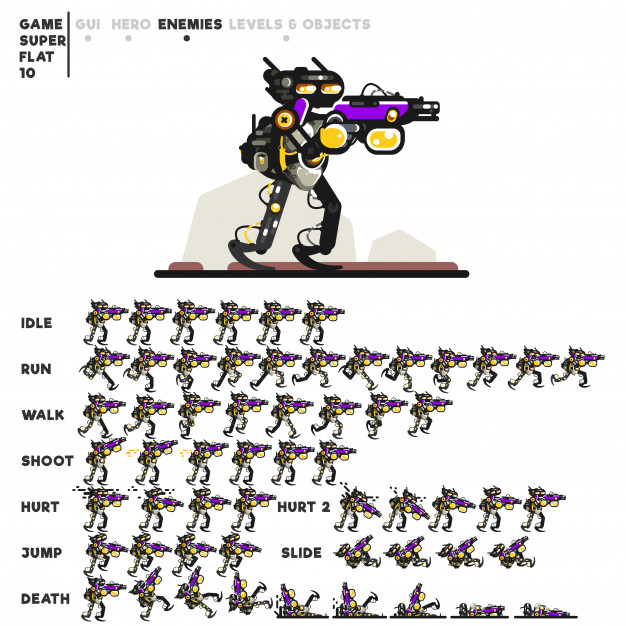 GAME GUI HERO ENEMIES LEVELS & OBJECTS
SUPER
FLAT
10
IDLE
RUN
WALK
SHOOT
HURT HURT 2
JUMP SLIDE
DEATH